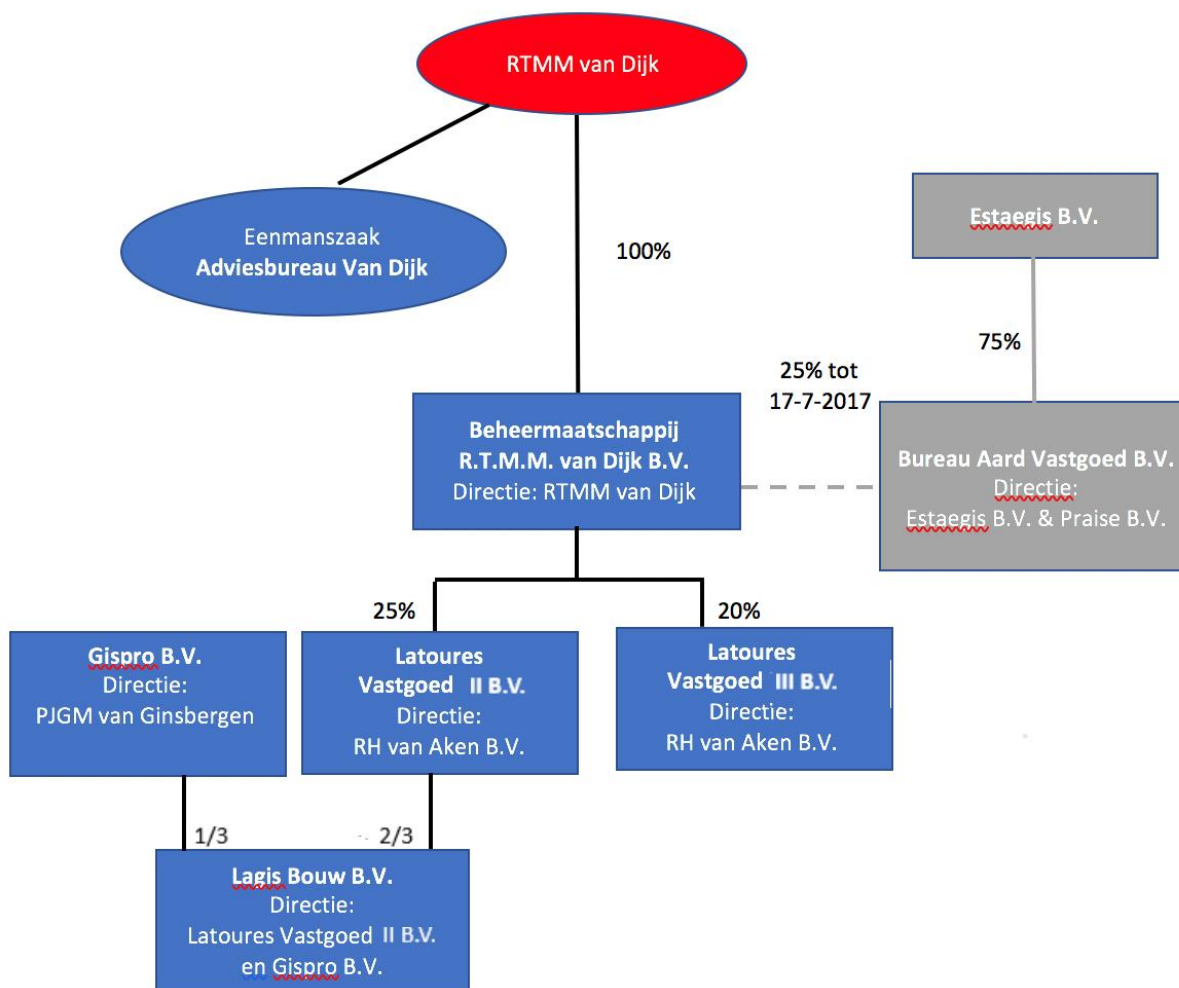 RTMM van Dijk
Eenmanszaak
Adviesbureau Van Dijk
100%
Estaegis B.V.
75%
25% tot
17-7-2017
Beheermaatschappij
R.T.M.M. van Dijk B.V.
Directie: RTMM van Dijk
Bureau Aard Vastgoed B.V.
Directie:
Estaegis B.V. & Praise B.V.
25%
20%
Gispro B.V.
Directie:
PJGM van Ginsbergen
Latoures
Vastgoed II B.V.
Directie:
RH van Aken B.V.
Latoures
Vastgoed III B.V.
Directie:
RH van Aken B.V.
1/3
2/3
Lagis Bouw B.V.
Directie:
Latoures Vastgoed II B.V.
en Gispro B.V.